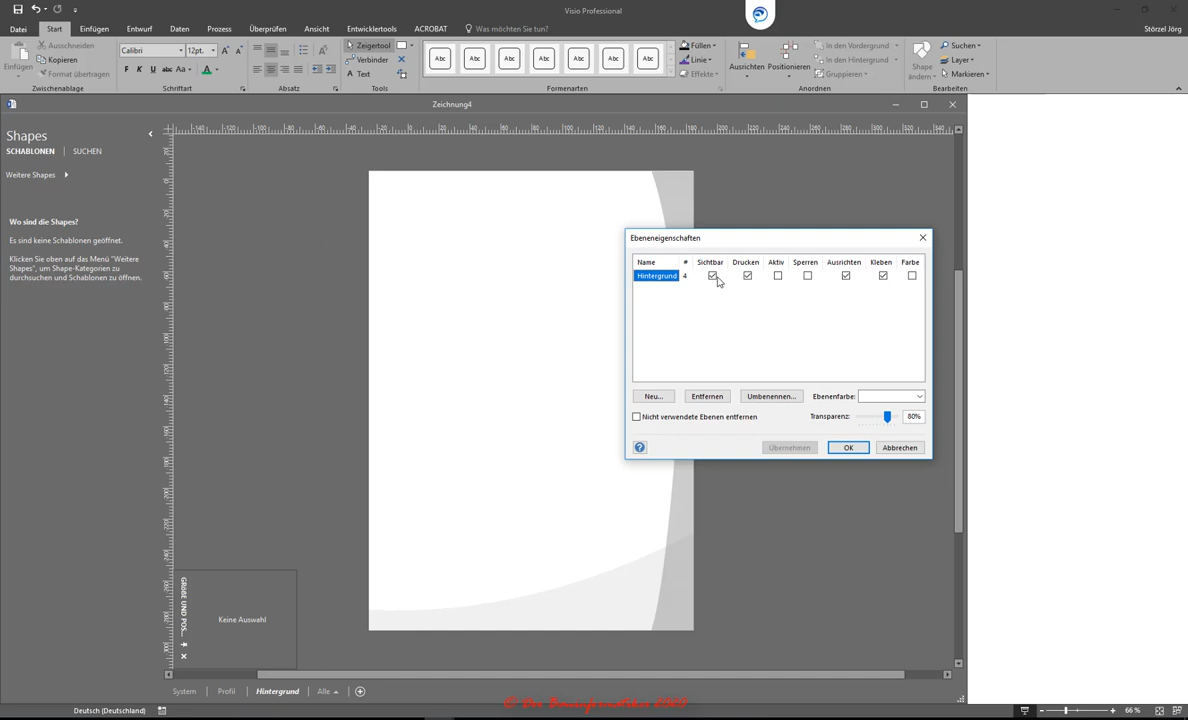 Visio Professional
Datei Start Einfügen Entwurf Daten Prozess Überprüfen Ansicht Entwicklertools ACROBAT Was möchten Sie tun? Störzel Jörg
Einfügen
Ausschneiden
Kopieren
Format übertragen
Zwischenablage
Calibri 12pt.
F K U abc Aa A
Schriftart
Absatz
Zeigertool
Verbinder
Text
Tools
Abc Abc Abc Abc Abc Abc Abc
Formenarten
Füllen
Linie
Effekte
Ausrichten
Positionieren
In den Vordergrund
In den Hintergrund
Gruppieren
Anordnen
Shape ändern
Suchen
Layer
Markieren
Bearbeiten
Zeichnung4
Shapes
SCHABLONEN SUCHEN
Weitere Shapes
Wo sind die Shapes?
Es sind keine Schablonen geöffnet.
Klicken Sie oben auf das Menü "Weitere
Shapes", um Shape-Kategorien zu
durchsuchen und Schablonen zu öffnen.
Ebeneneigenschaften
Name # Sichtbar Drucken Aktiv Sperren Ausrichten Kleben Farbe
Hintergrund 4
Neu... Entfernen Umbenennen... Ebenenfarbe:
Nicht verwendete Ebenen entfernen Transparenz: 80%
Übernehmen OK Abbrechen
GRÖßE UND POS...
Keine Auswahl
System Profil Hintergrund Alle
Deutsch (Deutschland) 66 %